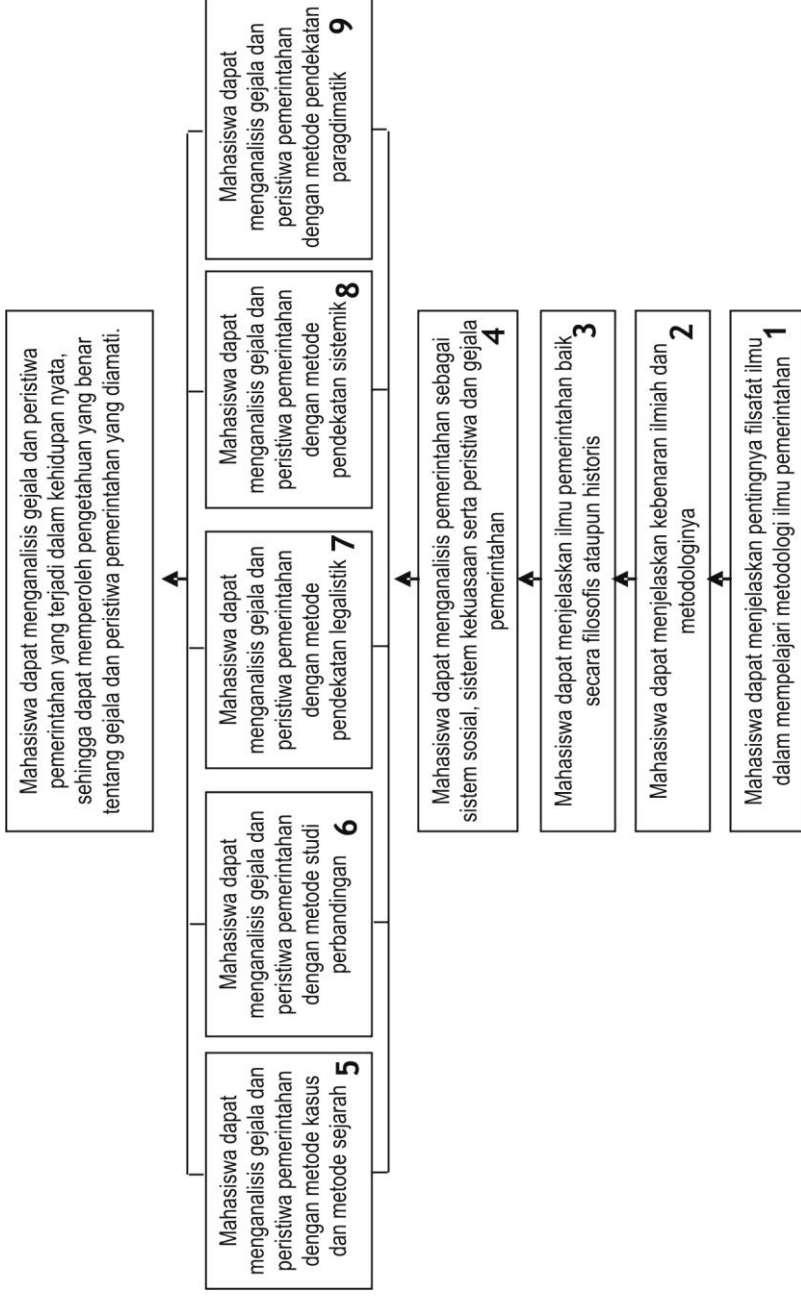 Mahasiswa dapat menganalisis gejala dan peristiwa
pemerintahan yang terjadi dalam kehidupan nyata,
sehingga dapat memperoleh pengetahuan yang benar
tentang gejala dan peristiwa pemerintahan yang diamati.
Mahasiswa dapat
menganalisis gejala dan
peristiwa pemerintahan
dengan metode kasus
dan metode sejarah 5
Mahasiswa dapat
menganalisis gejala dan
peristiwa pemerintahan
dengan metode studi
perbandingan 6
Mahasiswa dapat
menganalisis gejala dan
peristiwa pemerintahan
dengan metode
pendekatan legalistik 7
Mahasiswa dapat
menganalisis gejala dan
peristiwa pemerintahan
dengan metode
pendekatan sistemik 8
Mahasiswa dapat
menganalisis gejala dan
peristiwa pemerintahan
dengan metode pendekatan
paragdimatik 9
Mahasiswa dapat menganalisis pemerintahan sebagai
sistem sosial, sistem kekuasaan serta peristiwa dan gejala
pemerintahan 4
Mahasiswa dapat menjelaskan ilmu pemerintahan baik
secara filosofis ataupun historis 3
Mahasiswa dapat menjelaskan kebenaran ilmiah dan
metodologinya 2
Mahasiswa dapat menjelaskan pentingnya filsafat ilmu
dalam mempelajari metodologi ilmu pemerintahan 1